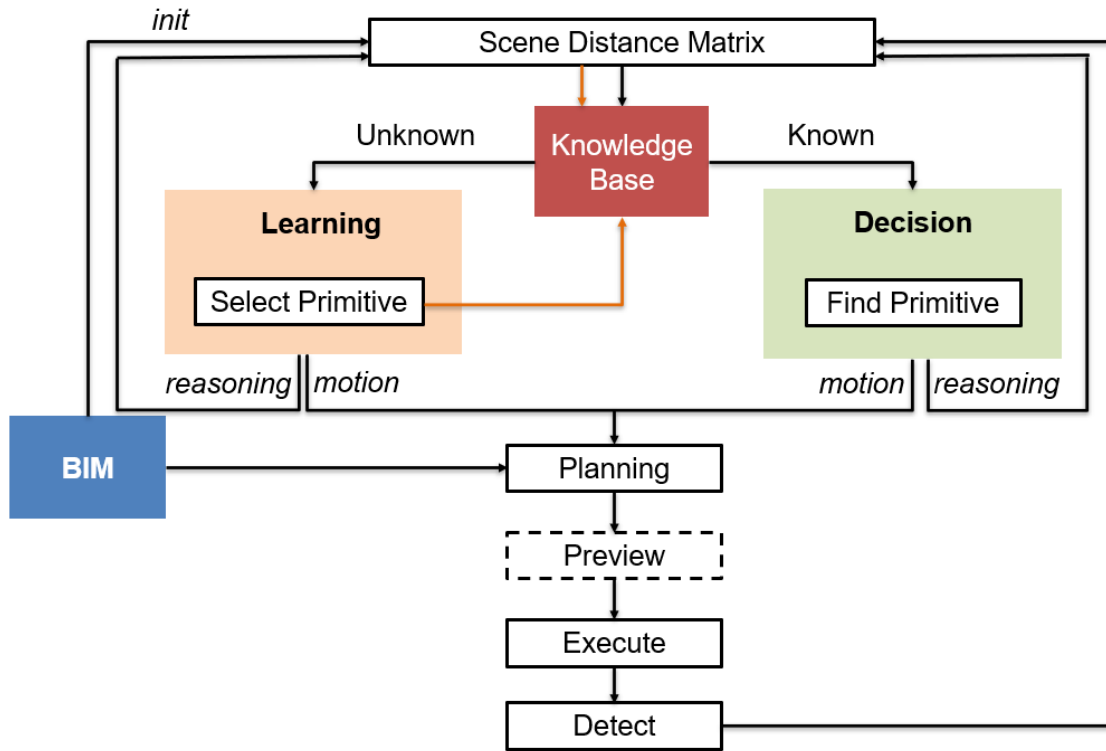 init
Scene Distance Matrix
Unknown
Knowledge
Base
Known
Learning
Decision
Select Primitive
Find Primitive
reasoning
motion
motion
reasoning
BIM
Planning
Preview
Execute
Detect